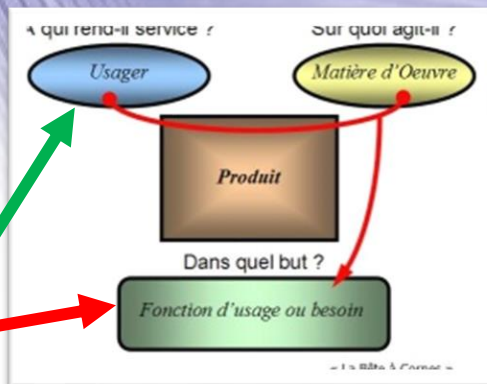 A qui rend-il service ? Sur quoi agit-il ?
Usager Matière d'Oeuvre
Produit
Dans quel but ?
Fonction d'usage ou besoin
« La Bête À Cornes »